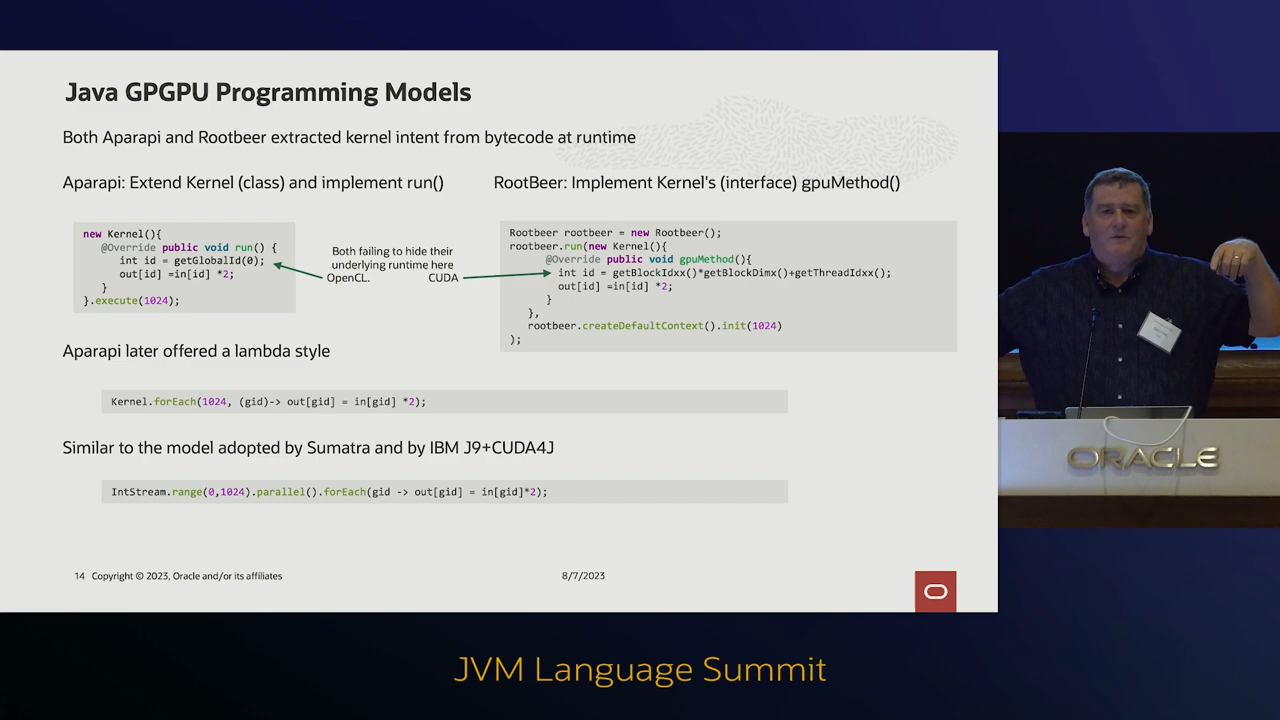 Java GPGPU Programming Models
Both Aparapi and Rootbeer extracted kernel intent from bytecode at runtime
Aparapi: Extend Kernel (class) and implement run()
new Kernel(){
@Override public void run() {
int id = getGlobalId(0);
out[id] =in[id] *2;
}
}.execute(1024);
Both failing to hide their
underlying runtime here
OpenCL. CUDA
RootBeer: Implement Kernel's (interface) gpuMethod()
Rootbeer rootbeer = new Rootbeer();
rootbeer.run(new Kernel(){
@Override public void gpuMethod(){
int id = getBlockIdxx()*getBlockDimx()+getThreadIdxx();
out[id] =in[id] *2;
}
},
rootbeer.createDefaultContext().init(1024)
);
Aparapi later offered a lambda style
Kernel.forEach(1024, (gid)-> out[gid] = in[gid] *2);
Similar to the model adopted by Sumatra and by IBM J9+CUDA4J
IntStream.range(0,1024).parallel().forEach(gid -> out[gid] = in[gid]*2);
14 Copyright © 2023, Oracle and/or its affiliates
8/7/2023
ORACLE
JVM Language Summit